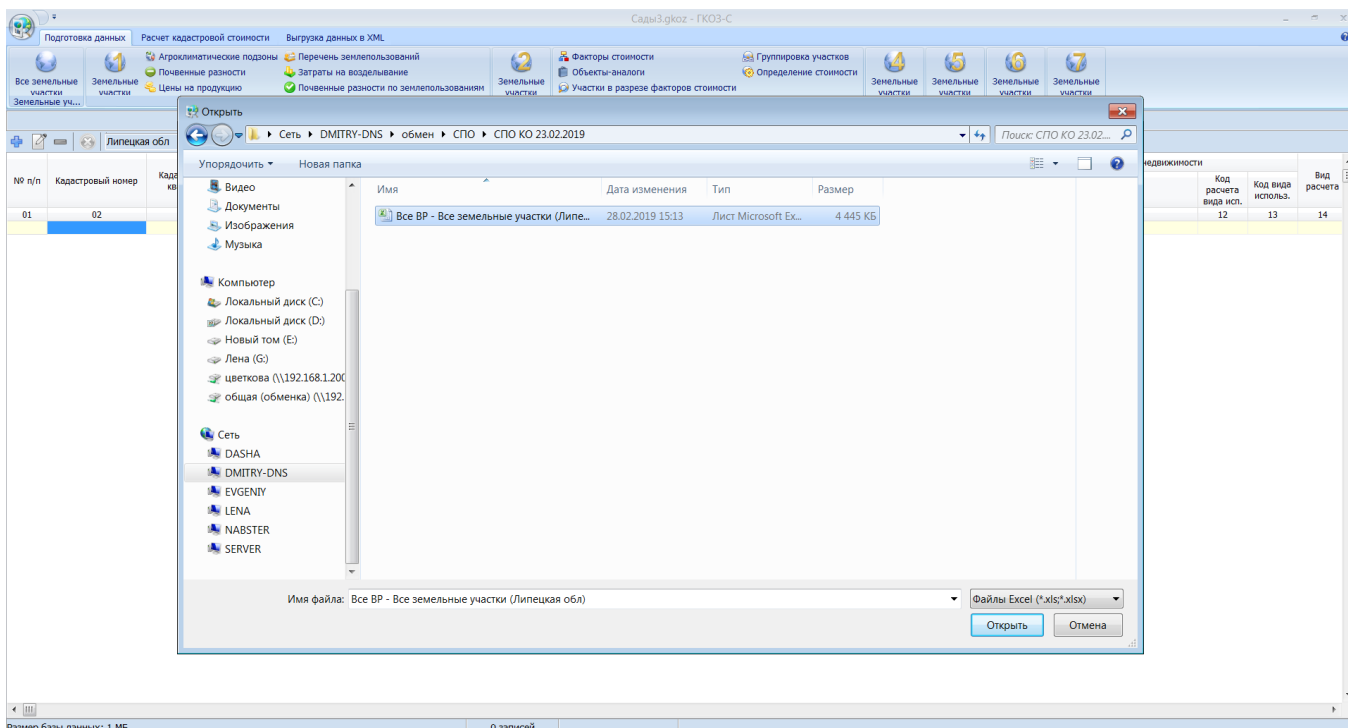 Сады3.gkoz - ГКОЗ-С
Подготовка данных Расчет кадастровой стоимости Выгрузка данных в XML
Агроклиматические подзоны Перечень землепользований Факторы стоимости Группировка участков
Почвенные разности Затраты на возделывание Объекты-аналоги Определение стоимости
Все земельные участки Земельные участки Цены на продукцию Почвенные разности по землепользованиям Земельные участки Участки в разрезе факторов стоимости Земельные участки Земельные участки Земельные участки Земельные участки
Земельные уч...
Открыть
Сеть ▸ DMITRY-DNS ▸ обмен ▸ СПО ▸ СПО КО 23.02.2019
Поиск: СПО КО 23.02....
Липецкая обл
Упорядочить Новая папка
№ п/п Кадастровый номер
Код расчета вида исп. Код вида использ. Вид расчета
01 02 12 13 14
Имя Дата изменения Тип Размер
Все ВР - Все земельные участки (Липе... 28.02.2019 15:13 Лист Microsoft Ex... 4 445 КБ
Видео
Документы
Изображения
Музыка
Компьютер
Локальный диск (C:)
Локальный диск (D:)
Новый том (E:)
Лена (G:)
цветкова (\\192.168.1.200
общая (обменка) (\\192.
Сеть
DASHA
DMITRY-DNS
EVGENIY
LENA
NABSTER
SERVER
Имя файла: Все ВР - Все земельные участки (Липецкая обл)
Файлы Excel (*.xls;*.xlsx)
Открыть Отмена
Размер базы данных: 1 МБ 0 записей